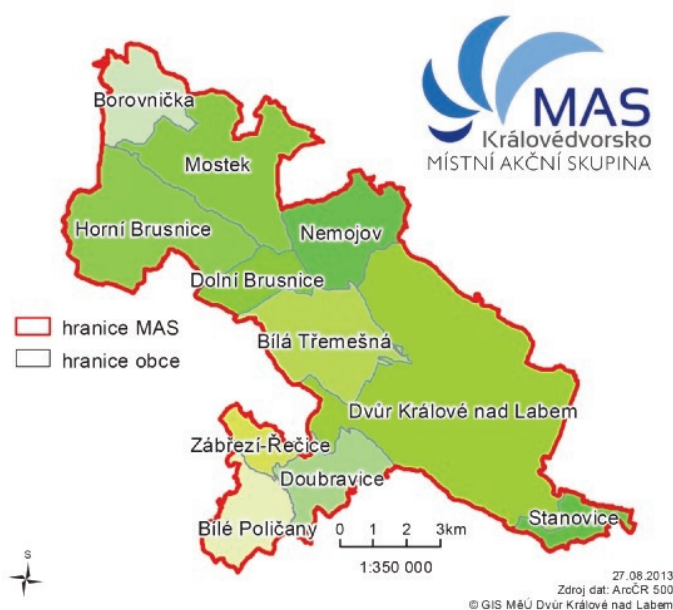 MAS
Královédvorsko
MÍSTNÍ AKČNÍ SKUPINA
Borovnička
Mostek
Horní Brusnice
Nemojov
Dolní Brusnice
hranice MAS
hranice obce
Bílá Třemešná
Dvůr Králové nad Labem
Zábřezí-Řečice
Doubravice
Bílé Poličany
Stanovice
0 1 2 3km
1:350 000
S
27.08.2013
Zdroj dat: ArcČR 500
© GIS MěÚ Dvůr Králové nad Labem